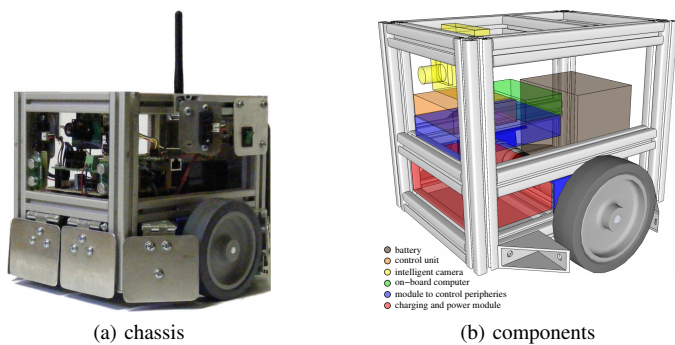 battery
control unit
intelligent camera
on-board computer
module to control peripheries
charging and power module
(a) chassis
(b) components